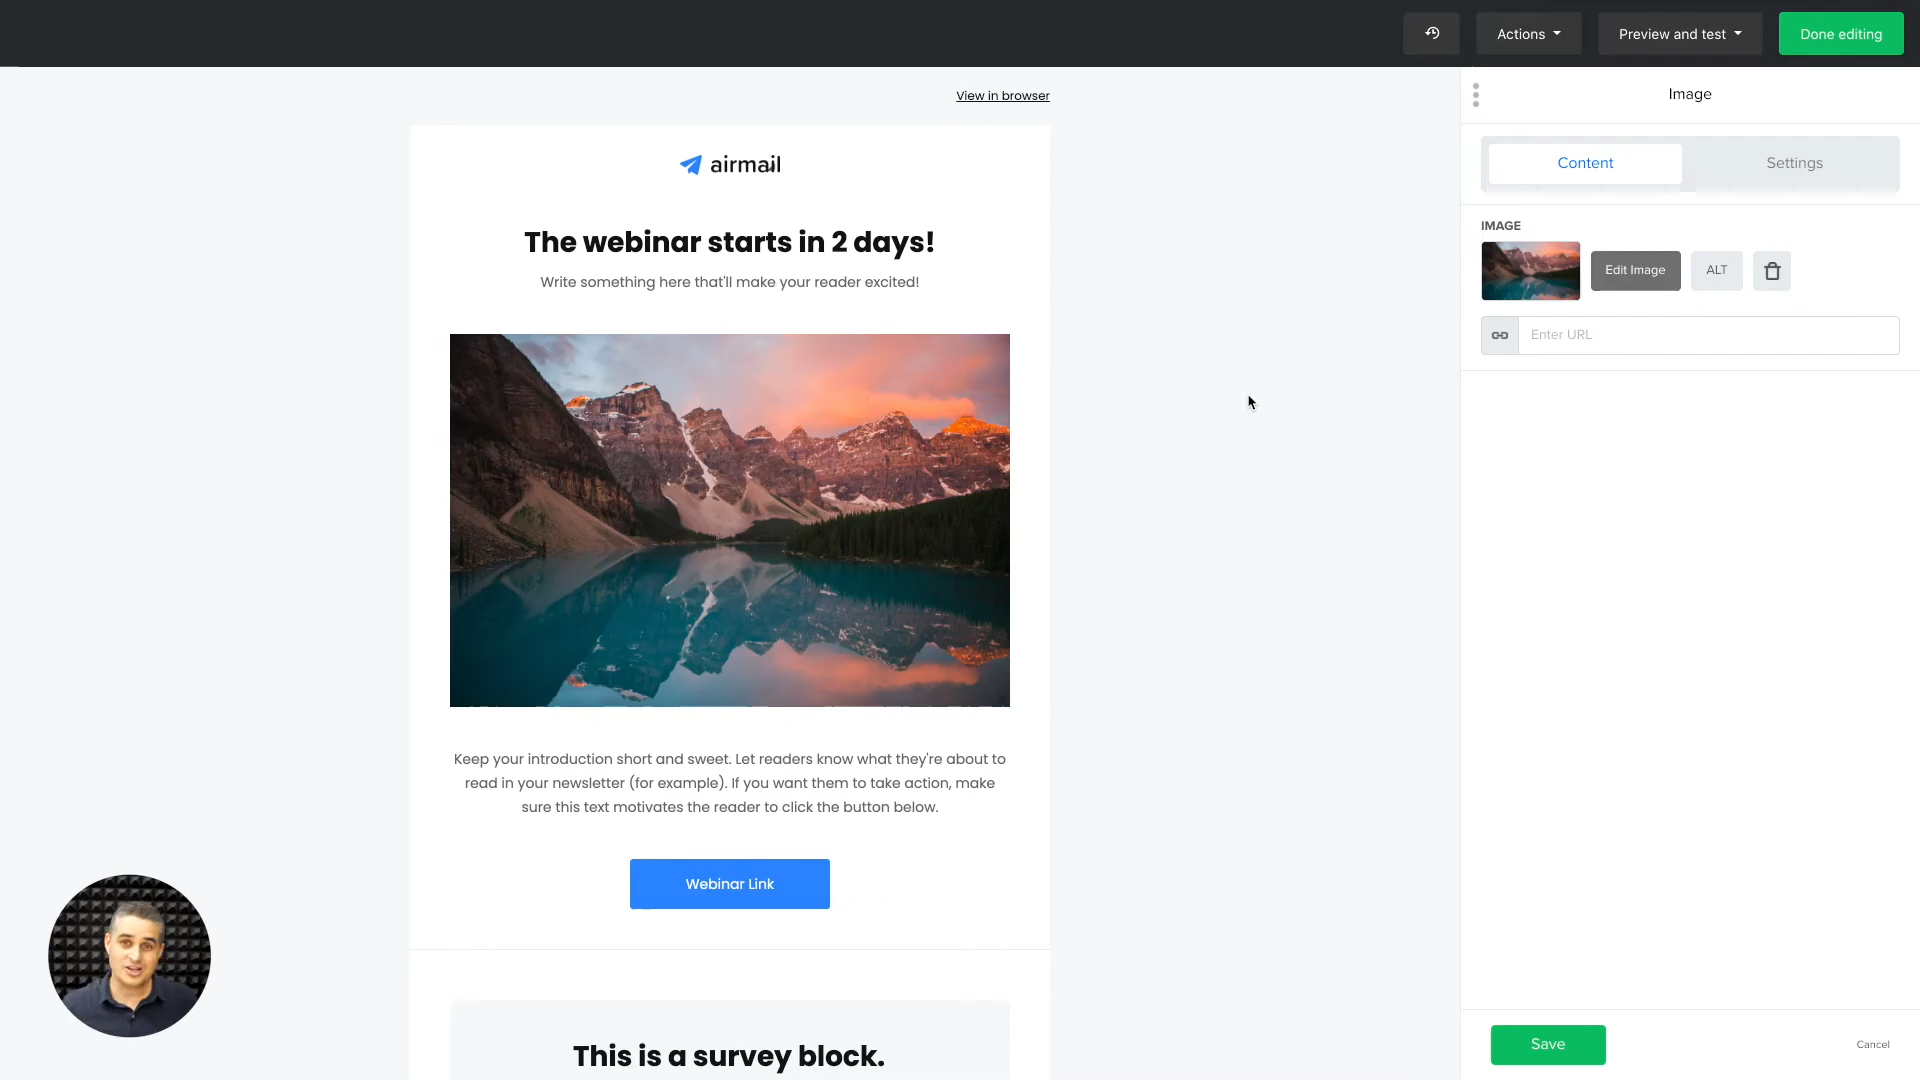 Actions
Preview and test
Done editing
View in browser
Image
airmail
Content
Settings
The webinar starts in 2 days!
Write something here that'll make your reader excited!
IMAGE
Edit Image
ALT
Enter URL
Keep your introduction short and sweet. Let readers know what they're about to
read in your newsletter (for example). If you want them to take action, make
sure this text motivates the reader to click the button below.
Webinar Link
This is a survey block.
Save
Cancel